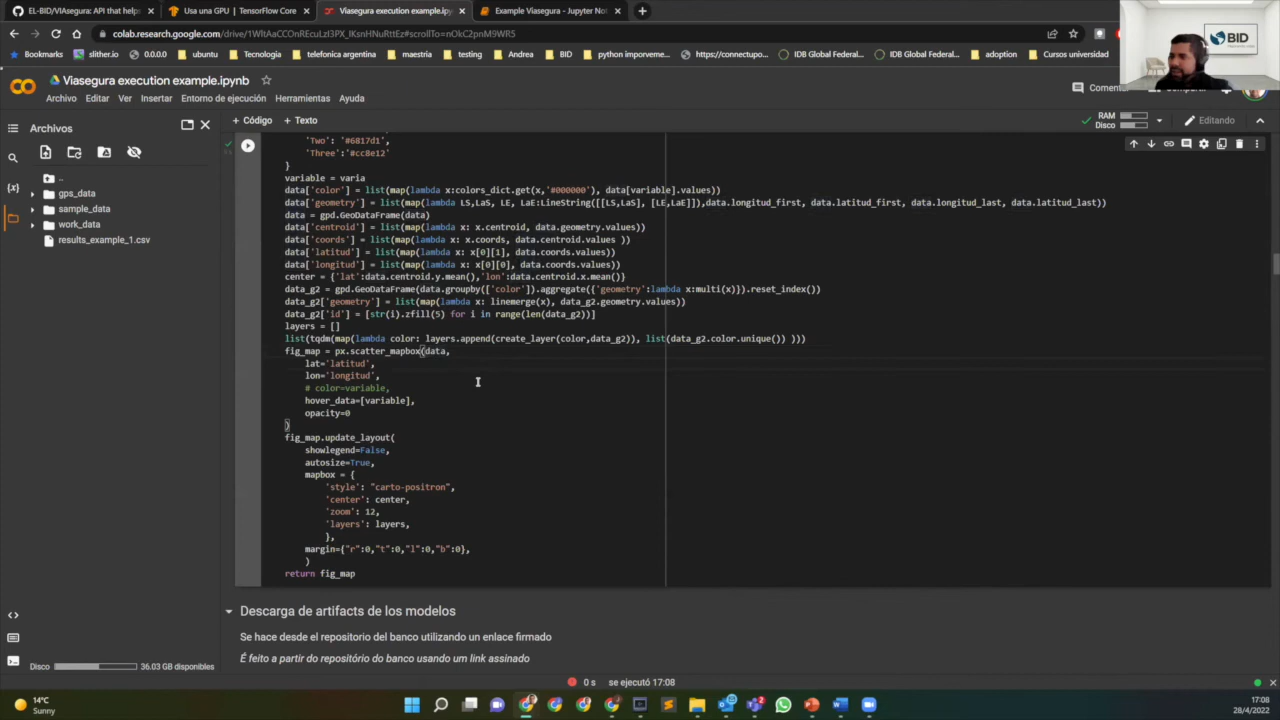 EL-BID/VIAsegura: API that help
Usa una GPU | TensorFlow Core
Viasegura execution example.ipyn
Example Viasegura - Jupyter Not
colab.research.google.com/drive/
Bookmarks slither.io 0.0.0.0 ubuntu Tecnologia telefonica argentina maestria testing Andrea BID python imporveme... https://connectupo... IDB Global Federal... IDB Global Federal... adoption Cursos universidad
BID
Viasegura execution example.ipynb
Archivo Editar Ver Insertar Entorno de ejecución Herramientas Ayuda
Archivos
+ Código + Texto
RAM
Disco
Editando
..
gps_data
sample_data
work_data
results_example_1.csv
'Two': '#6817d1',
'Three':'#cc8e12'
}
variable = varia
data['color'] = list(map(lambda x:colors_dict.get(x,'#000000'), data[variable].values))
data['geometry'] = list(map(lambda LS,LaS, LE, LaE:LineString([[LS,LaS], [LE,LaE]]),data.longitud_first, data.latitud_first, data.longitud_last, data.latitud_last))
data = gpd.GeoDataFrame(data)
data['centroid'] = list(map(lambda x: x.centroid, data.geometry.values))
data['coords'] = list(map(lambda x: x.coords, data.centroid.values ))
data['latitud'] = list(map(lambda x: x[0][1], data.coords.values))
data['longitud'] = list(map(lambda x: x[0][0], data.coords.values))
center = {'lat':data.centroid.y.mean(),'lon':data.centroid.x.mean()}
data_g2 = gpd.GeoDataFrame(data.groupby(['color']).aggregate({'geometry':lambda x:multi(x)}).reset_index())
data_g2['geometry'] = list(map(lambda x: linemerge(x), data_g2.geometry.values))
data_g2['id'] = [str(i).zfill(5) for i in range(len(data_g2))]
layers = []
list(tqdm(map(lambda color: layers.append(create_layer(color,data_g2)), list(data_g2.color.unique()) )))
fig_map = px.scatter_mapbox(data,
lat='latitud',
lon='longitud',
# color=variable,
hover_data=[variable],
opacity=0
)
fig_map.update_layout(
showlegend=False,
autosize=True,
mapbox = {
'style': "carto-positron",
'center': center,
'zoom': 12,
'layers': layers,
},
margin={"r":0,"t":0,"l":0,"b":0},
)
return fig_map
Descarga de artifacts de los modelos
Se hace desde el repositorio del banco utilizando un enlace firmado
É feito a partir do repositório do banco usando um link assinado
Disco 36.03 GB disponibles
0 s se ejecutó 17:08
14°C
Sunny
17:08
28/4/2022